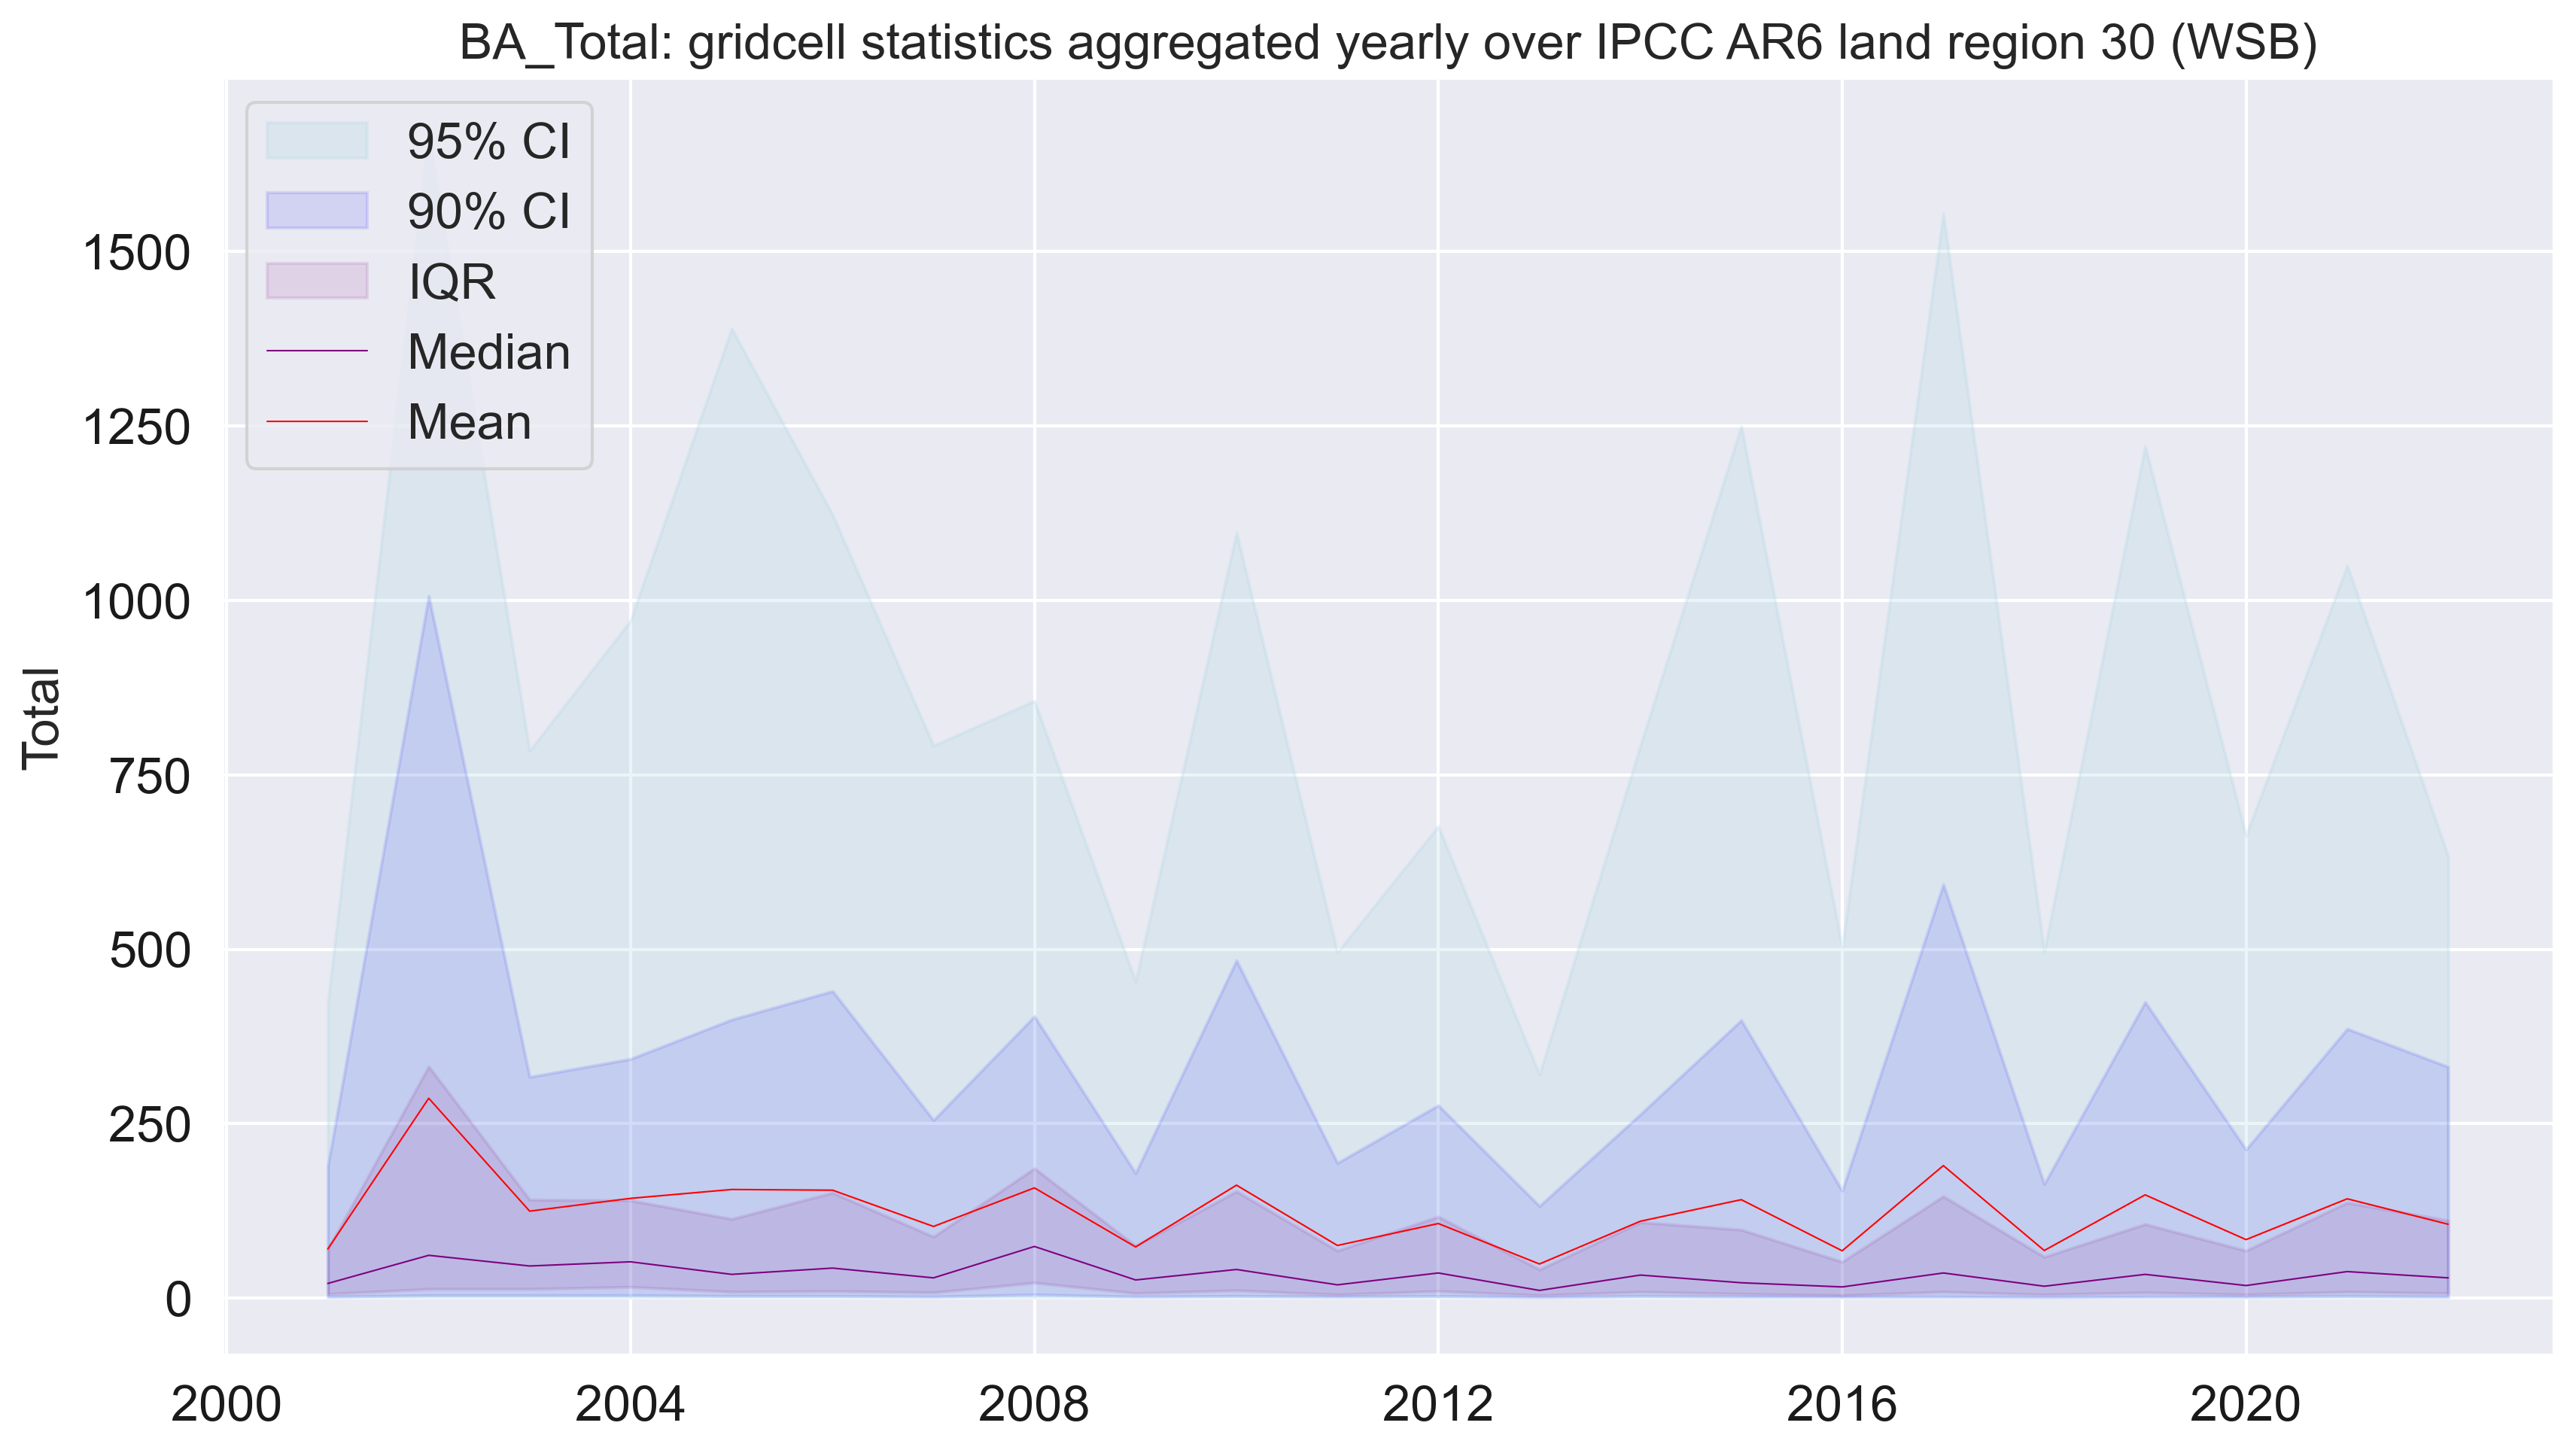 BA_Total: gridcell statistics aggregated yearly over IPCC AR6 land region 30 (WSB)
95% CI
90% CI
IQR
Median
Mean
Total
1500
1250
1000
750
500
250
0
2000 2004 2008 2012 2016 2020